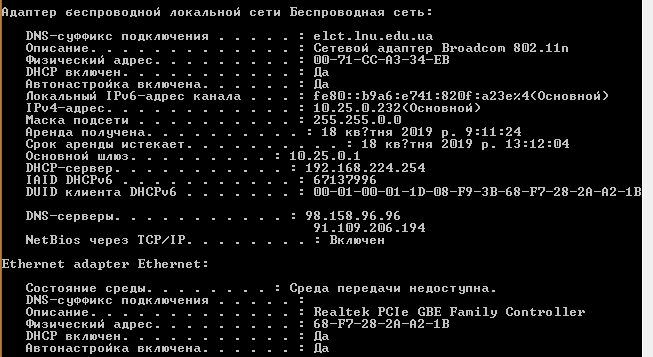 Адаптер беспроводной локальной сети Беспроводная сеть:
DNS-суффикс подключения . . . . . : elct.lnu.edu.ua
Описание. . . . . . . . . . . . . : Сетевой адаптер Broadcom 802.11n
Физический адрес. . . . . . . . . : 00-71-CC-A3-34-EB
DHCP включен. . . . . . . . . . . : Да
Автонастройка включена. . . . . . : Да
Локальный IPv6-адрес канала . . . : fe80::b9a6:e741:820f:a23e%4(Основной)
IPv4-адрес. . . . . . . . . . . . : 10.25.0.232(Основной)
Маска подсети . . . . . . . . . . : 255.255.0.0
Аренда получена. . . . . . . . . . : 18 кв?тня 2019 р. 9:11:24
Срок аренды истекает. . . . . . . . . . : 18 кв?тня 2019 р. 13:12:04
Основной шлюз. . . . . . . . . : 10.25.0.1
DHCP-сервер. . . . . . . . . . . : 192.168.224.254
IAID DHCPv6 . . . . . . . . . . . : 67137996
DUID клиента DHCPv6 . . . . . . . : 00-01-00-01-1D-08-F9-3B-68-F7-28-2A-A2-1B
DNS-серверы. . . . . . . . . . . : 98.158.96.96
91.109.206.194
NetBios через TCP/IP. . . . . . . . : Включен
Ethernet adapter Ethernet:
Состояние среды. . . . . . . . : Среда передачи недоступна.
DNS-суффикс подключения . . . . . :
Описание. . . . . . . . . . . . . : Realtek PCIe GBE Family Controller
Физический адрес. . . . . . . . . : 68-F7-28-2A-A2-1B
DHCP включен. . . . . . . . . . . : Да
Автонастройка включена. . . . . . : Да